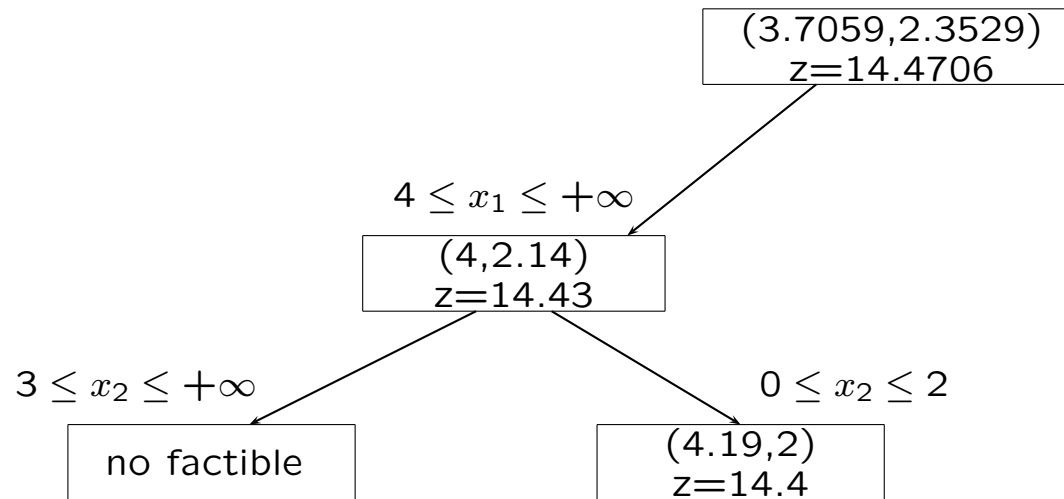 (3.7059,2.3529)
z=14.4706
4 ≤ x₁ ≤ +∞
(4,2.14)
z=14.43
3 ≤ x₂ ≤ +∞
0 ≤ x₂ ≤ 2
no factible
(4.19,2)
z=14.4